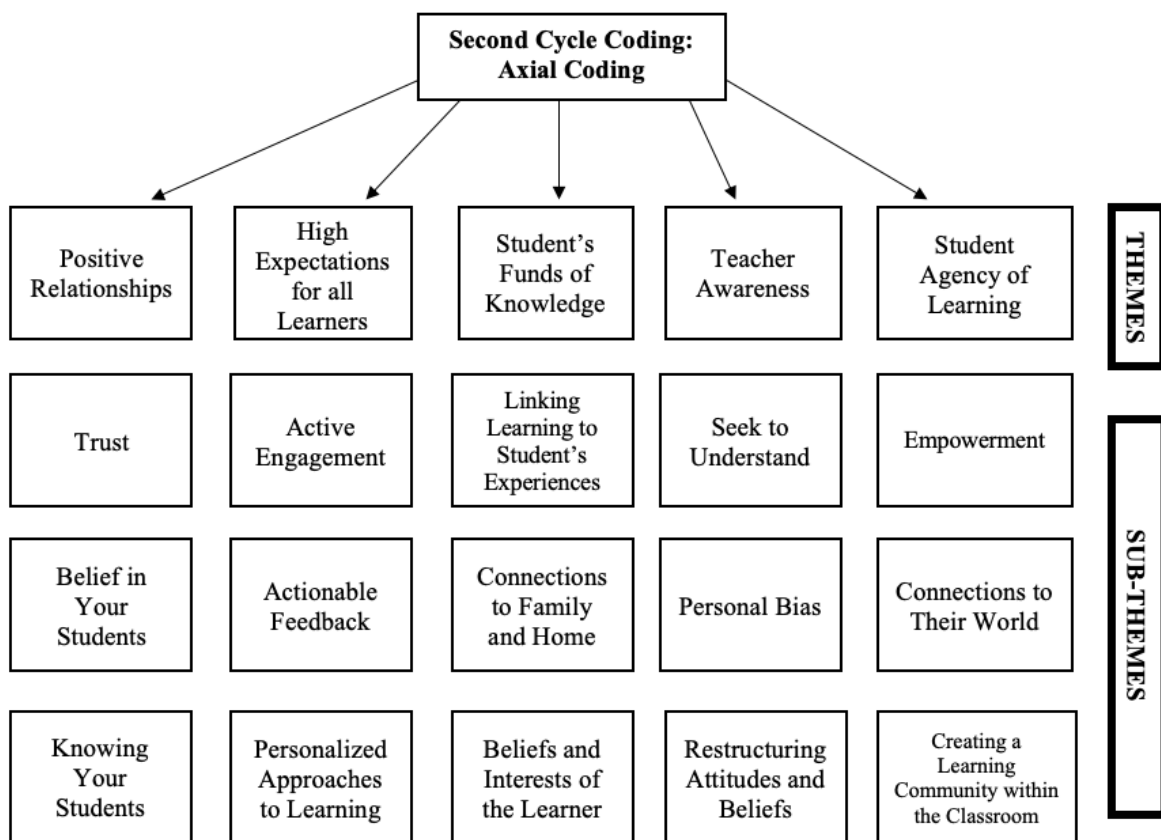 Second Cycle Coding:
Axial Coding
Positive
Relationships
High
Expectations
for all
Learners
Student’s
Funds of
Knowledge
Teacher
Awareness
Student
Agency of
Learning
THEMES
Trust
Active
Engagement
Linking
Learning to
Student’s
Experiences
Seek to
Understand
Empowerment
Belief in
Your
Students
Actionable
Feedback
Connections
to Family
and Home
Personal Bias
Connections to
Their World
SUB-THEMES
Knowing
Your
Students
Personalized
Approaches
to Learning
Beliefs and
Interests of
the Learner
Restructuring
Attitudes and
Beliefs
Creating a
Learning
Community within
the Classroom